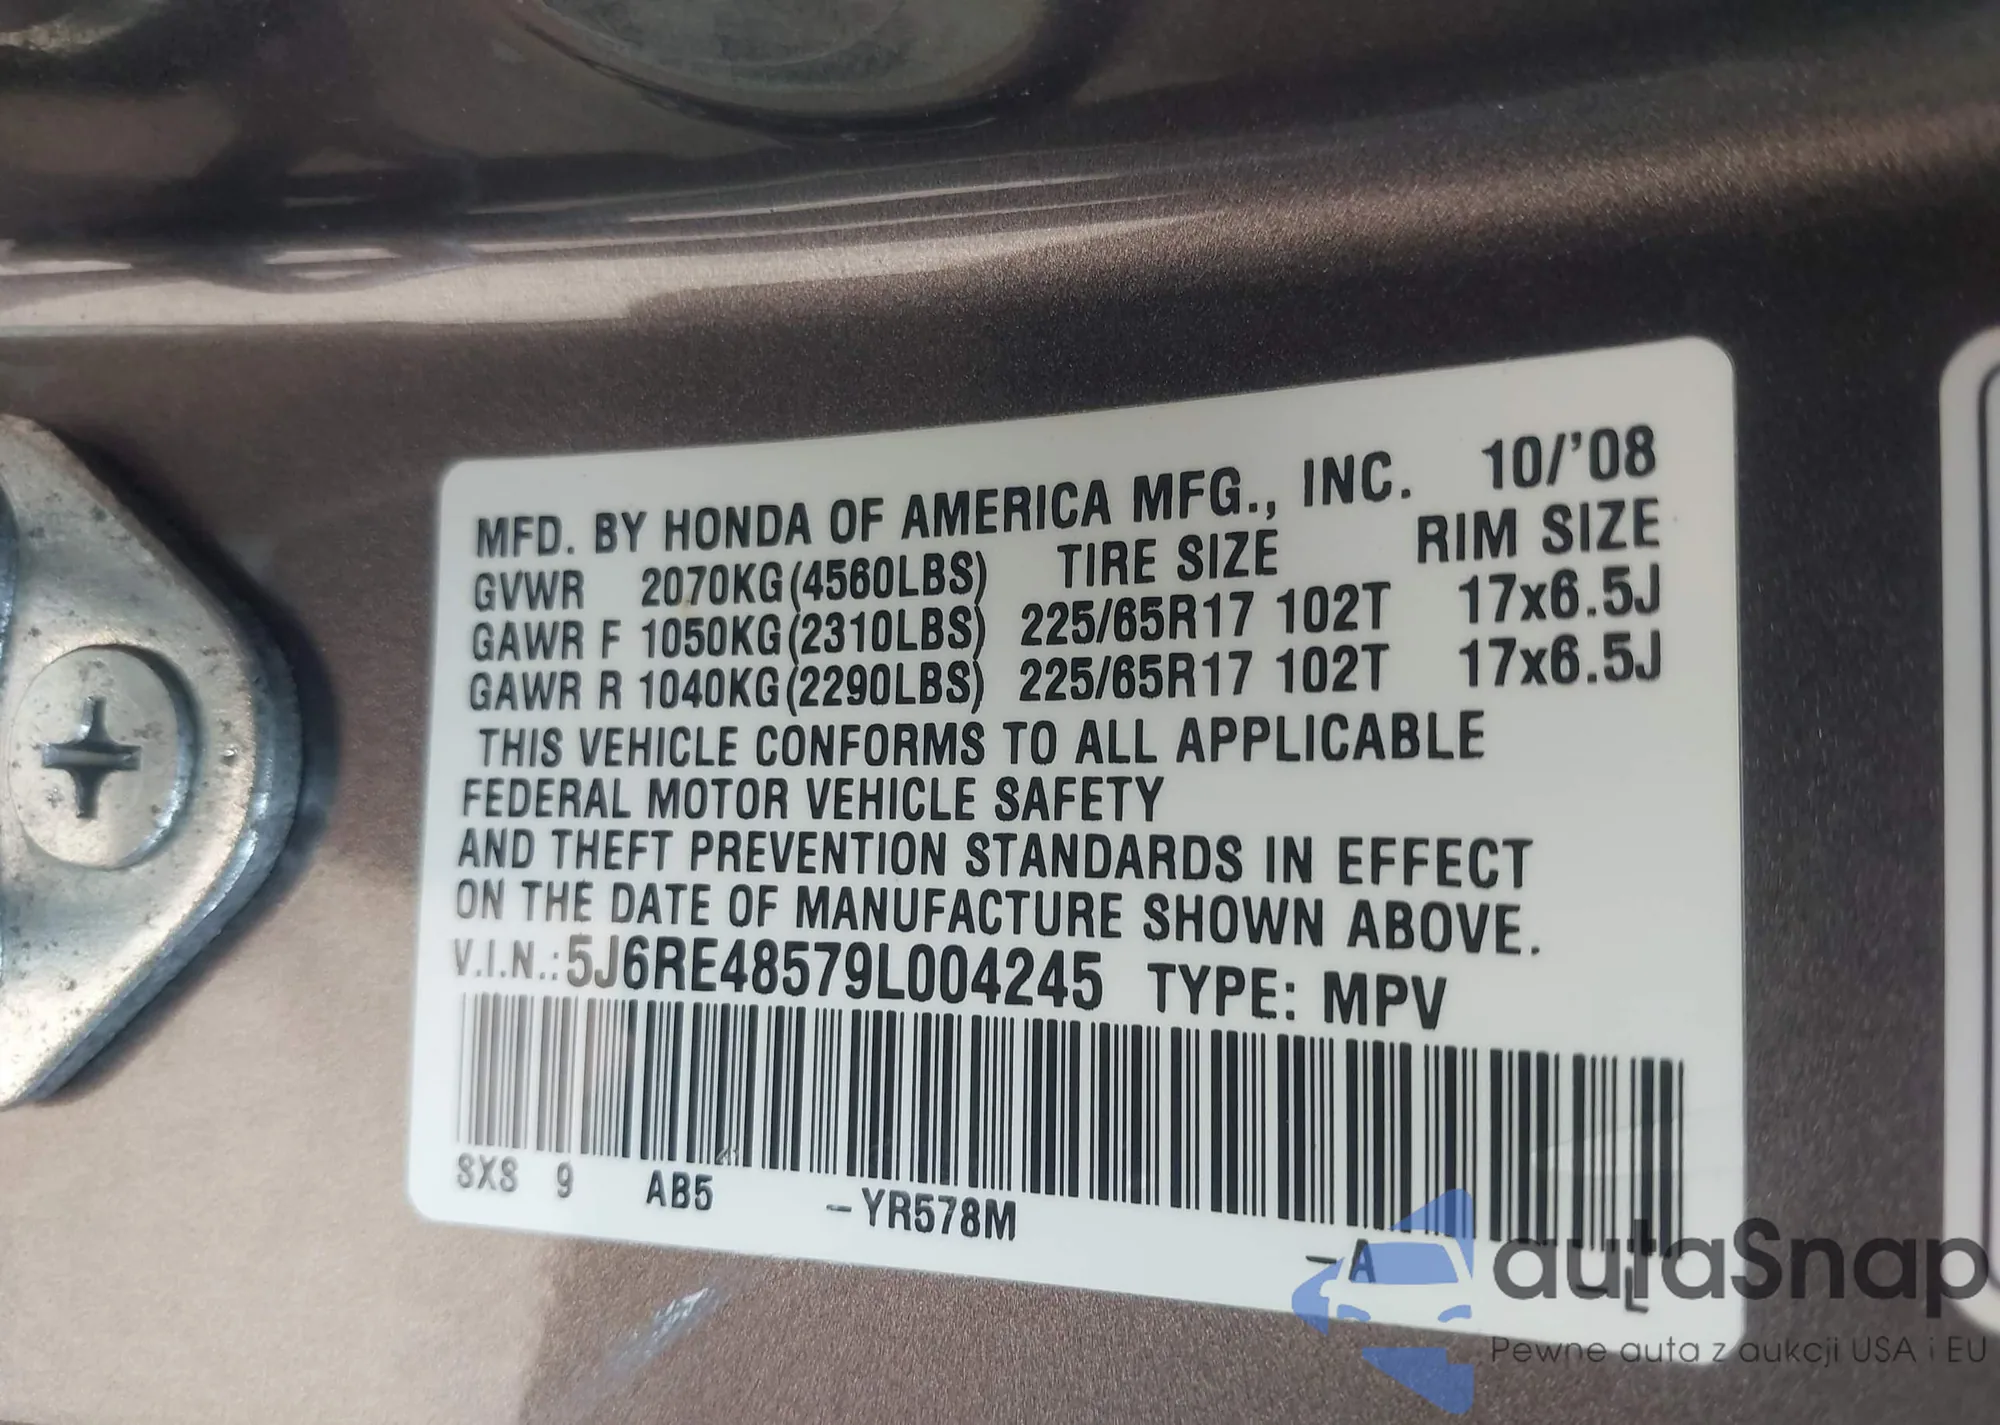 MFD. BY HONDA OF AMERICA MFG., INC. 10/'08
GVWR 2070KG(4560LBS) TIRE SIZE RIM SIZE
GAWR F 1050KG(2310LBS) 225/65R17 102T 17x6.5J
GAWR R 1040KG(2290LBS) 225/65R17 102T 17x6.5J
THIS VEHICLE CONFORMS TO ALL APPLICABLE
FEDERAL MOTOR VEHICLE SAFETY
AND THEFT PREVENTION STANDARDS IN EFFECT
ON THE DATE OF MANUFACTURE SHOWN ABOVE.
V.I.N.:5J6RE48579L004245 TYPE: MPV
SXS 9 AB5 -YR578M -A -L
autaSnap
Pewne auta z aukcji USA i EU